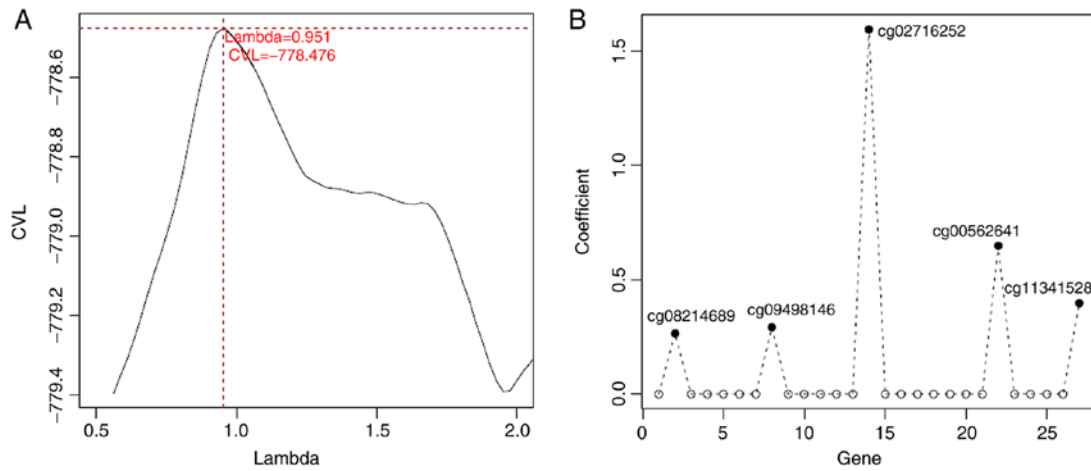 A
Lambda=0.951
CVL=−778.476
−778.6
−778.8
−779.0
−779.2
−779.4
CVL
0.5
1.0
1.5
2.0
Lambda
B
cg02716252
cg00562641
cg11341528
cg09498146
cg08214689
1.5
1.0
0.5
0.0
Coefficient
0
5
10
15
20
25
Gene